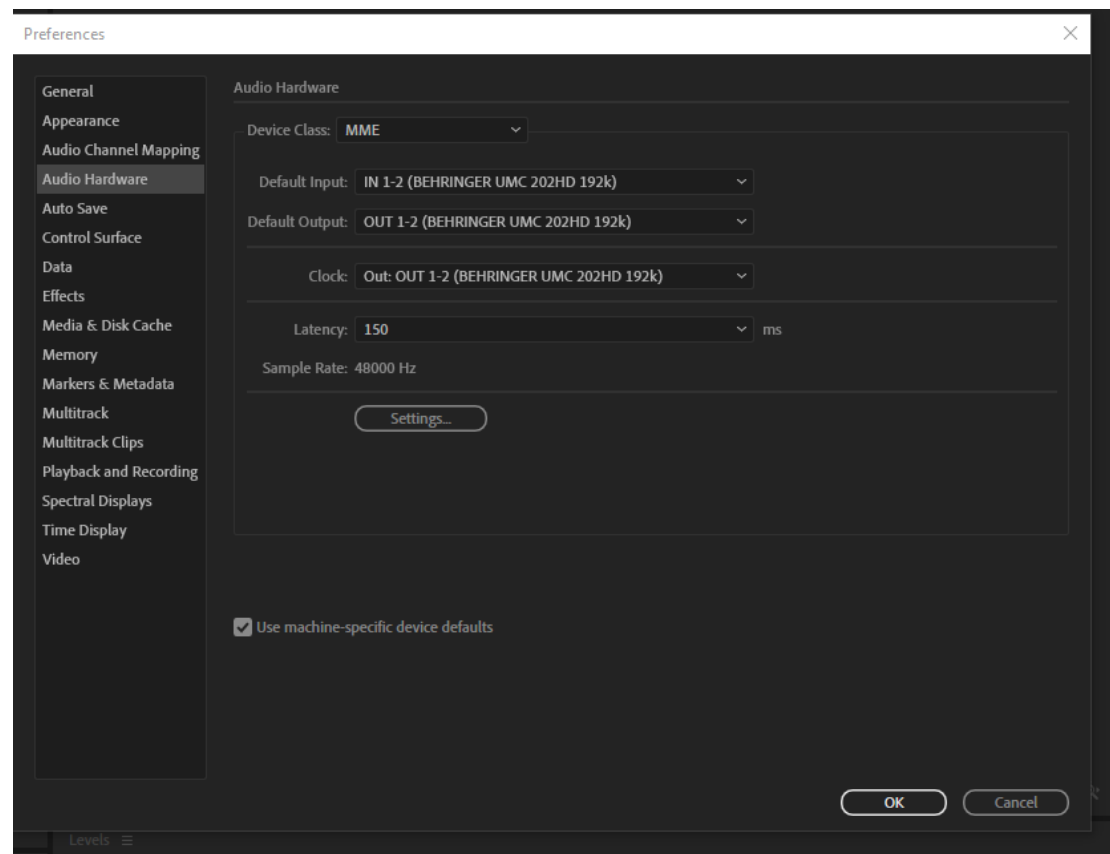 Preferences
General
Appearance
Audio Channel Mapping
Audio Hardware
Auto Save
Control Surface
Data
Effects
Media & Disk Cache
Memory
Markers & Metadata
Multitrack
Multitrack Clips
Playback and Recording
Spectral Displays
Time Display
Video
Audio Hardware
Device Class: MME
Default Input: IN 1-2 (BEHRINGER UMC 202HD 192k)
Default Output: OUT 1-2 (BEHRINGER UMC 202HD 192k)
Clock: Out: OUT 1-2 (BEHRINGER UMC 202HD 192k)
Latency: 150 ms
Sample Rate: 48000 Hz
Settings...
Use machine-specific device defaults
OK Cancel
Levels